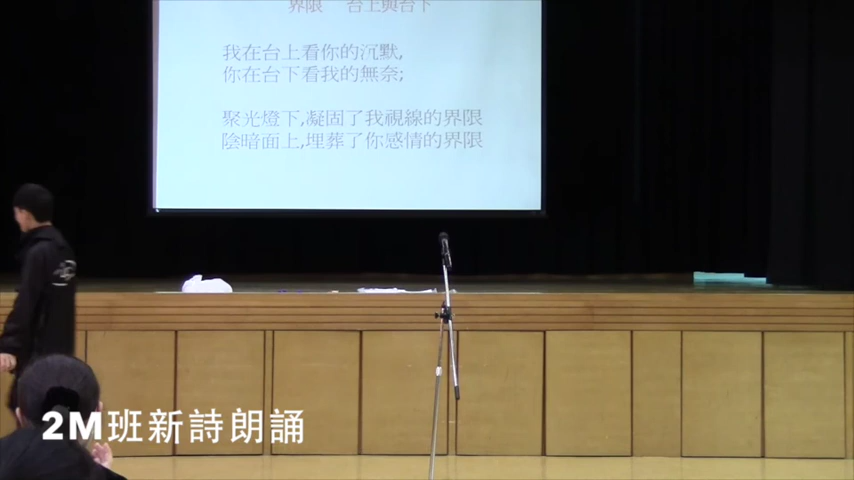 界限 台上與台下
我在台上看你的沉默,
你在台下看我的無奈;
聚光燈下,凝固了我視線的界限
陰暗面上,埋葬了你感情的界限
2M班新詩朗誦